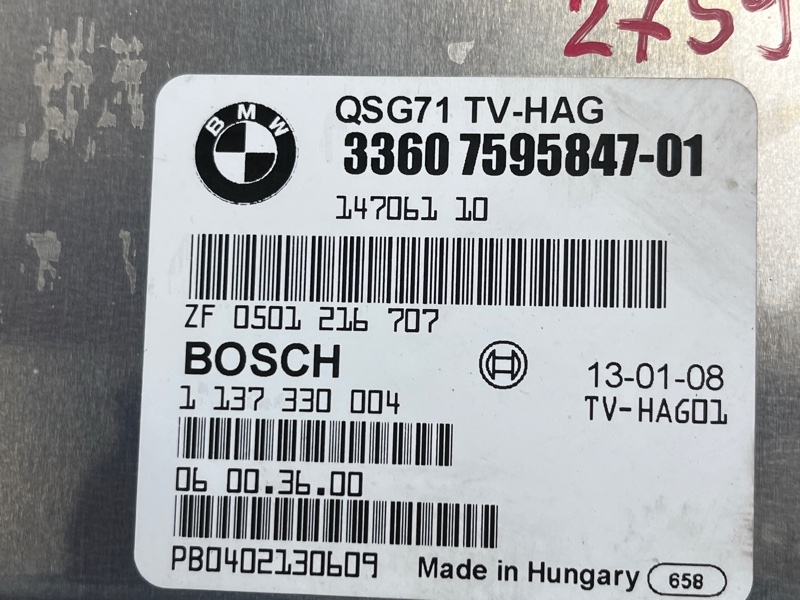 2759
BMW
QSG71 TV-HAG
3360 7595847-01
147061 10
ZF 0501 216 707
BOSCH
1 137 330 004
13-01-08
TV-HAG01
06 00.36.00
PB0402130609
Made in Hungary 658